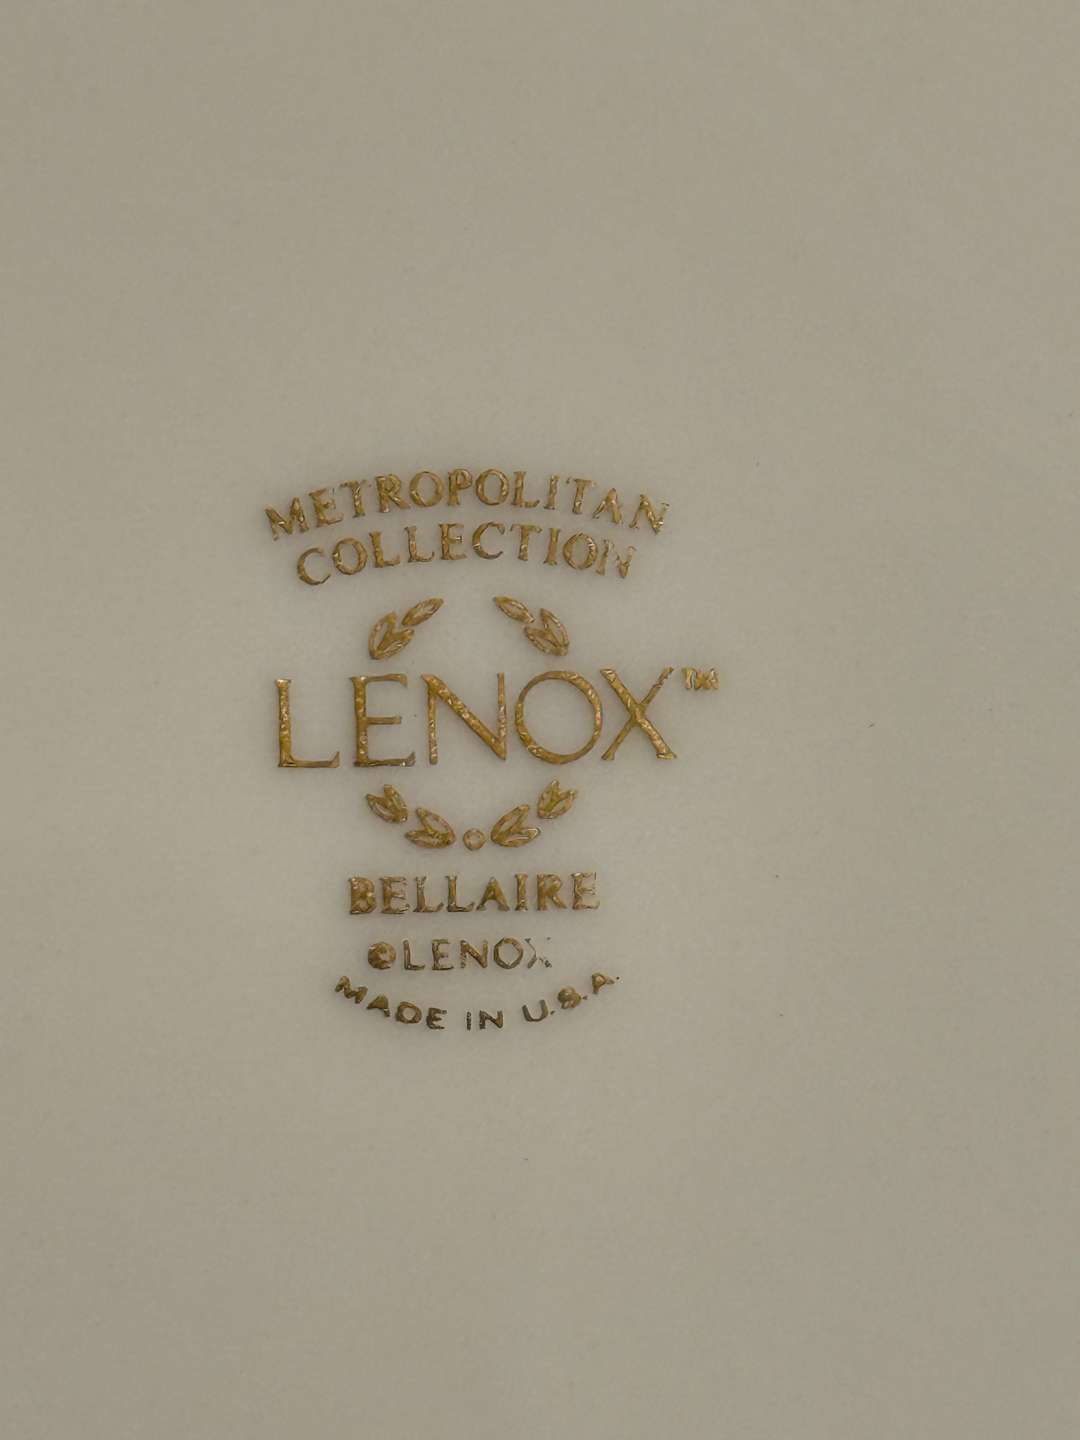 METROPOLITAN
COLLECTION
LENOX™
BELLAIRE
©LENOX
MADE IN U.S.A.